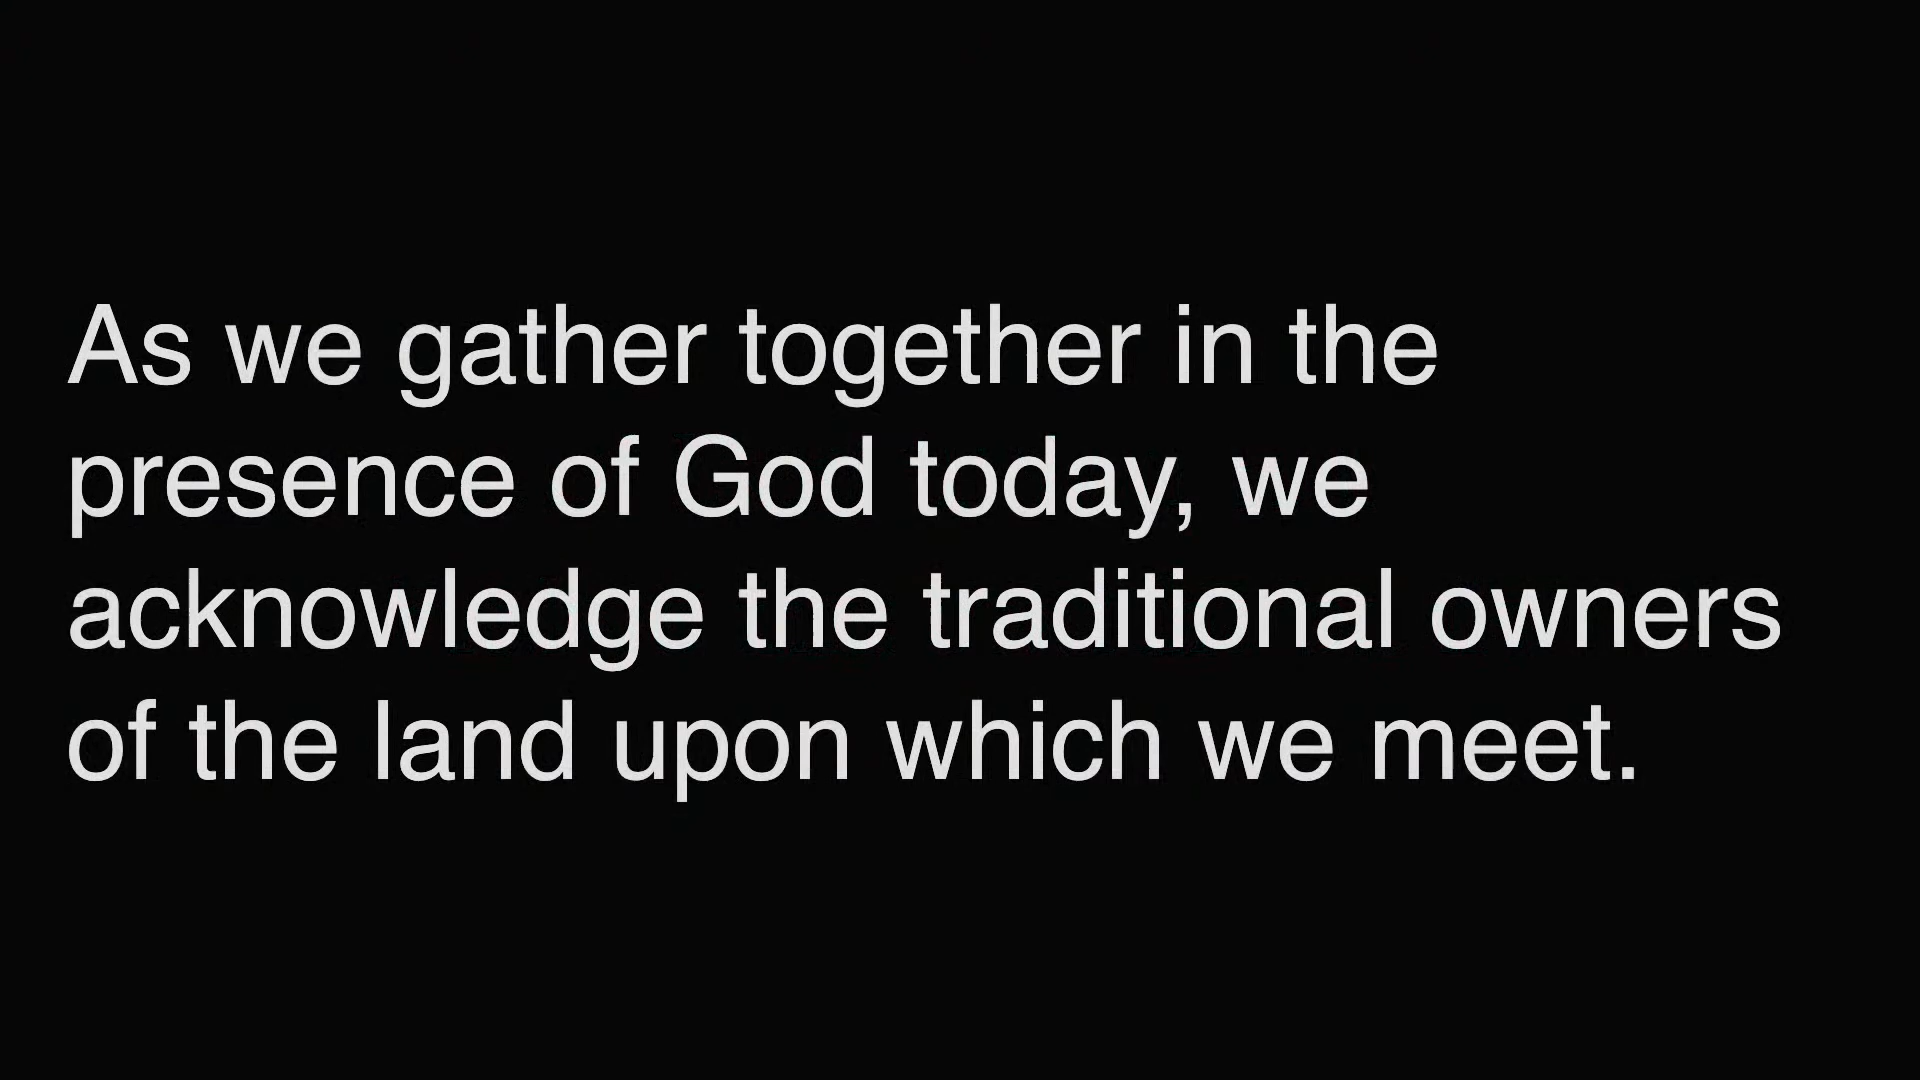 As we gather together in the
presence of God today, we
acknowledge the traditional owners
of the land upon which we meet.